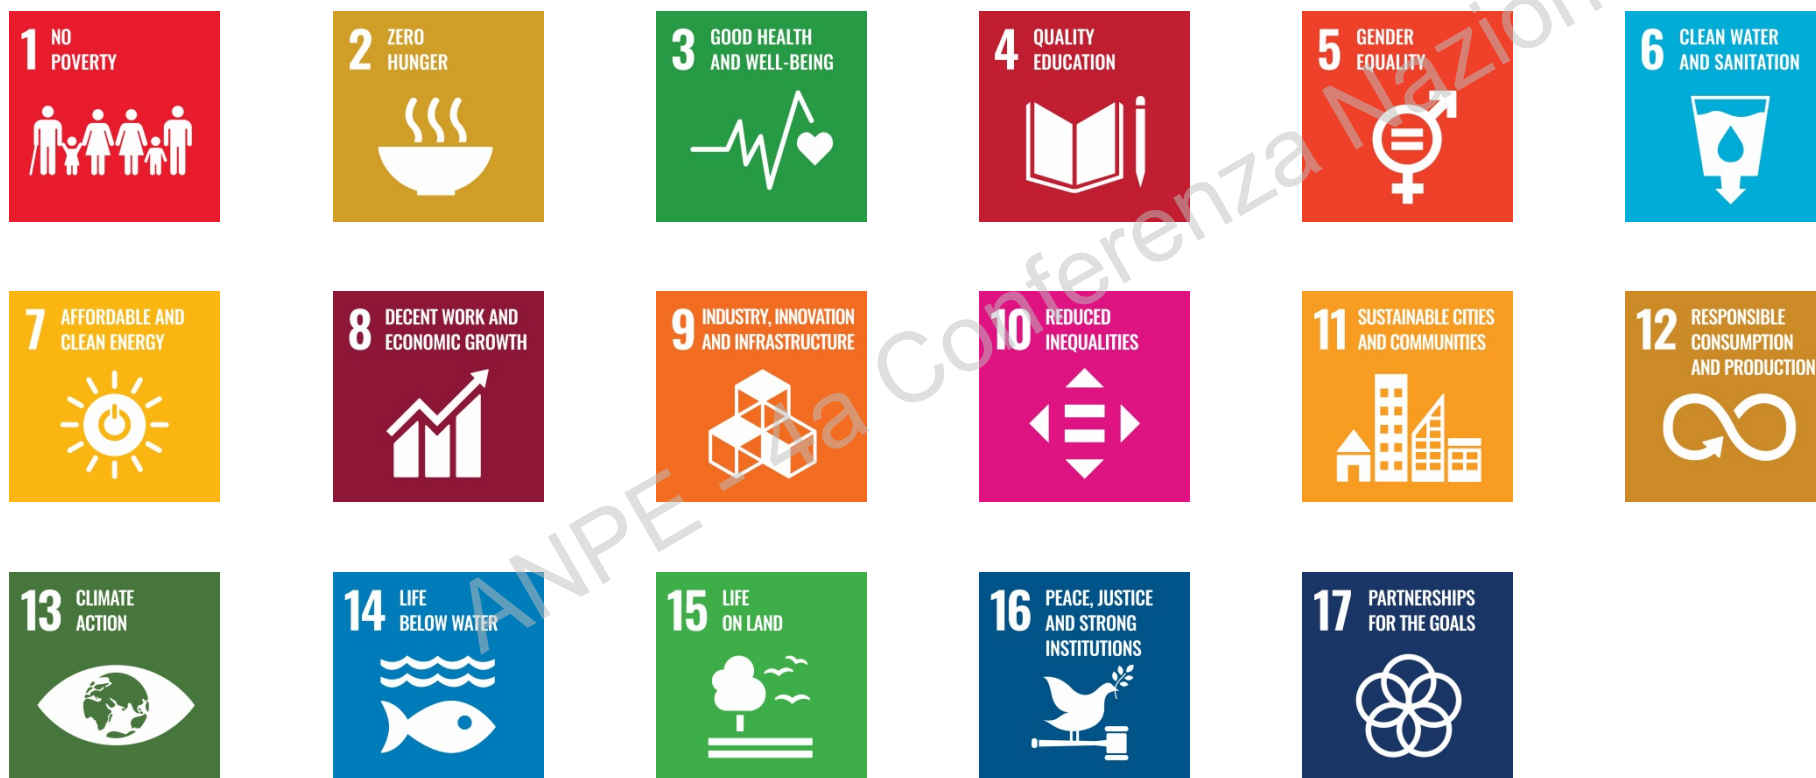 1 NO
POVERTY
2 ZERO
HUNGER
3 GOOD HEALTH
AND WELL-BEING
4 QUALITY
EDUCATION
5 GENDER
EQUALITY
6 CLEAN WATER
AND SANITATION
7 AFFORDABLE AND
CLEAN ENERGY
8 DECENT WORK AND
ECONOMIC GROWTH
9 INDUSTRY, INNOVATION
AND INFRASTRUCTURE
10 REDUCED
INEQUALITIES
11 SUSTAINABLE CITIES
AND COMMUNITIES
12 RESPONSIBLE
CONSUMPTION
AND PRODUCTION
13 CLIMATE
ACTION
14 LIFE
BELOW WATER
15 LIFE
ON LAND
16 PEACE, JUSTICE
AND STRONG
INSTITUTIONS
17 PARTNERSHIPS
FOR THE GOALS
ANPE - 4a Conferenza Nazion